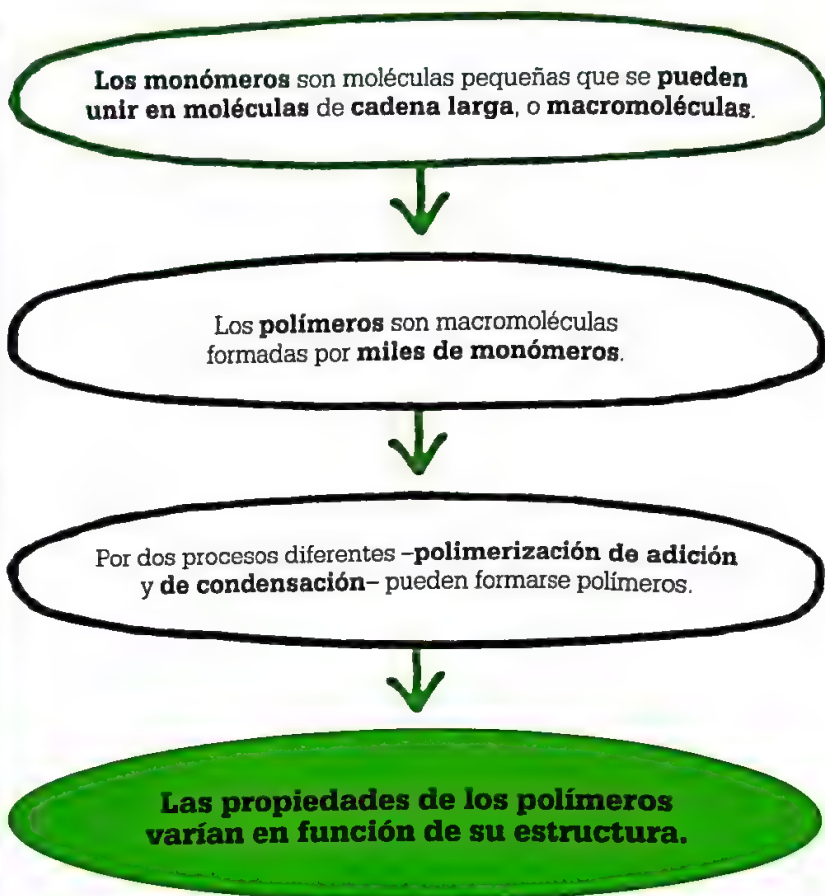 Los monómeros son moléculas pequeñas que se pueden
unir en moléculas de cadena larga, o macromoléculas.
Los polímeros son macromoléculas
formadas por miles de monómeros.
Por dos procesos diferentes –polimerización de adición
y de condensación– pueden formarse polímeros.
Las propiedades de los polímeros
varían en función de su estructura.